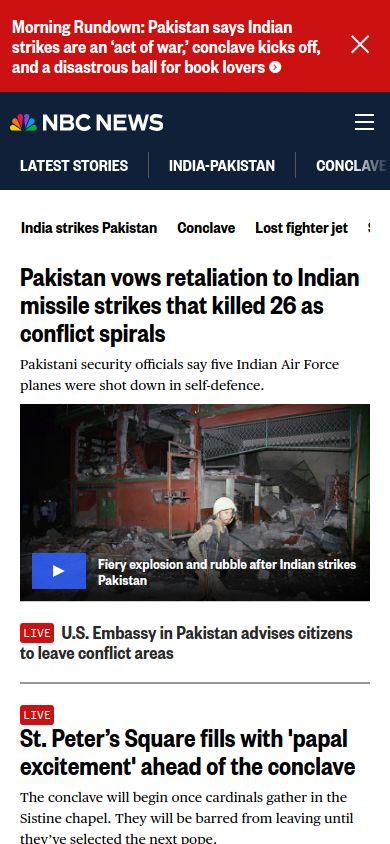 Morning Rundown: Pakistan says Indian
strikes are an ‘act of war,’ conclave kicks off,
and a disastrous ball for book lovers
NBC NEWS
LATEST STORIES
INDIA-PAKISTAN
CONCLAVE
India strikes Pakistan
Conclave
Lost fighter jet
Pakistan vows retaliation to Indian
missile strikes that killed 26 as
conflict spirals
Pakistani security officials say five Indian Air Force
planes were shot down in self-defence.
Fiery explosion and rubble after Indian strikes
Pakistan
LIVE U.S. Embassy in Pakistan advises citizens
to leave conflict areas
LIVE
St. Peter’s Square fills with 'papal
excitement' ahead of the conclave
The conclave will begin once cardinals gather in the
Sistine chapel. They will be barred from leaving until
they’ve selected the next pope.